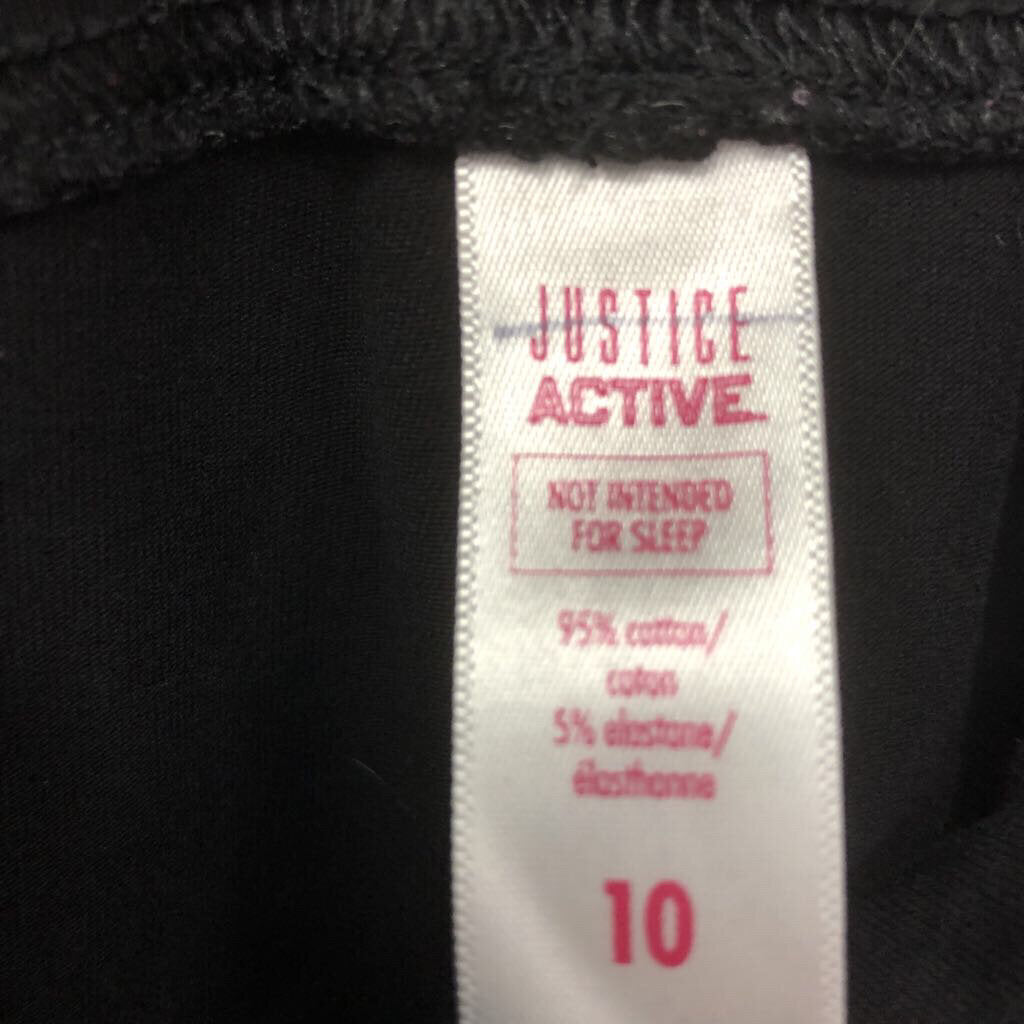 JUSTICE
ACTIVE
NOT INTENDED
FOR SLEEP
95% cotton/
coton
5% elastane/
élasthanne
10